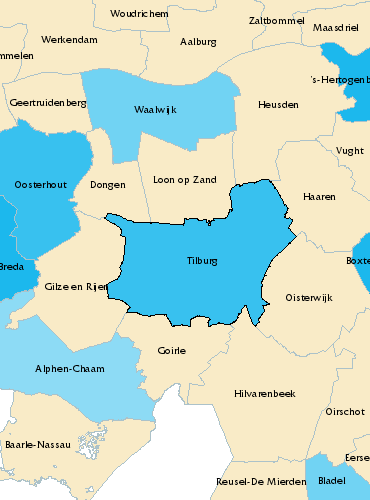 Woudrichem
Zaltbommel
Maasdriel
Werkendam
Aalburg
mmelen
's-Hertogenb
Geertruidenberg
Waalwijk
Heusden
Vught
Oosterhout
Dongen
Loon op Zand
Haaren
Breda
Tilburg
Boxte
Gilze en Rijen
Oisterwijk
Goirle
Alphen-Chaam
Hilvarenbeek
Oirschot
Baarle-Nassau
Eerse
Reusel-De Mierden
Bladel